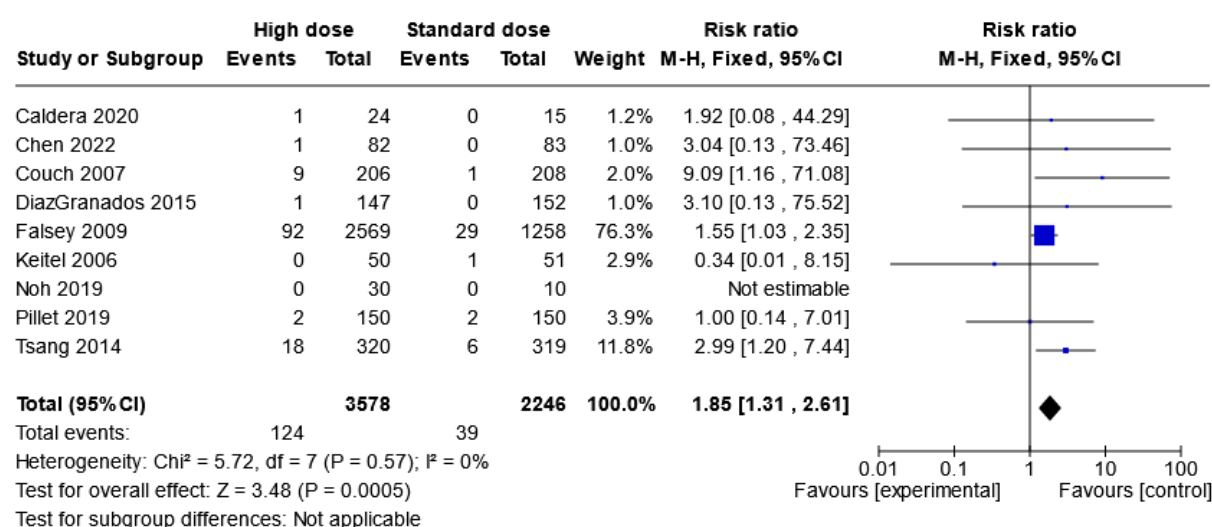 High dose Standard dose Risk ratio Risk ratio
Study or Subgroup Events Total Events Total Weight M-H, Fixed, 95% CI M-H, Fixed, 95% CI
Caldera 2020 1 24 0 15 1.2% 1.92 [0.08 , 44.29]
Chen 2022 1 82 0 83 1.0% 3.04 [0.13 , 73.46]
Couch 2007 9 206 1 208 2.0% 9.09 [1.16 , 71.08]
DiazGranados 2015 1 147 0 152 1.0% 3.10 [0.13 , 75.52]
Falsey 2009 92 2569 29 1258 76.3% 1.55 [1.03 , 2.35]
Keitel 2006 0 50 1 51 2.9% 0.34 [0.01 , 8.15]
Noh 2019 0 30 0 10 Not estimable
Pillet 2019 2 150 2 150 3.9% 1.00 [0.14 , 7.01]
Tsang 2014 18 320 6 319 11.8% 2.99 [1.20 , 7.44]
Total (95% CI) 3578 2246 100.0% 1.85 [1.31 , 2.61]
Total events: 124 39
Heterogeneity: Chi² = 5.72, df = 7 (P = 0.57); I² = 0%
Test for overall effect: Z = 3.48 (P = 0.0005)
Test for subgroup differences: Not applicable
0.01 0.1 1 10 100
Favours [experimental] Favours [control]